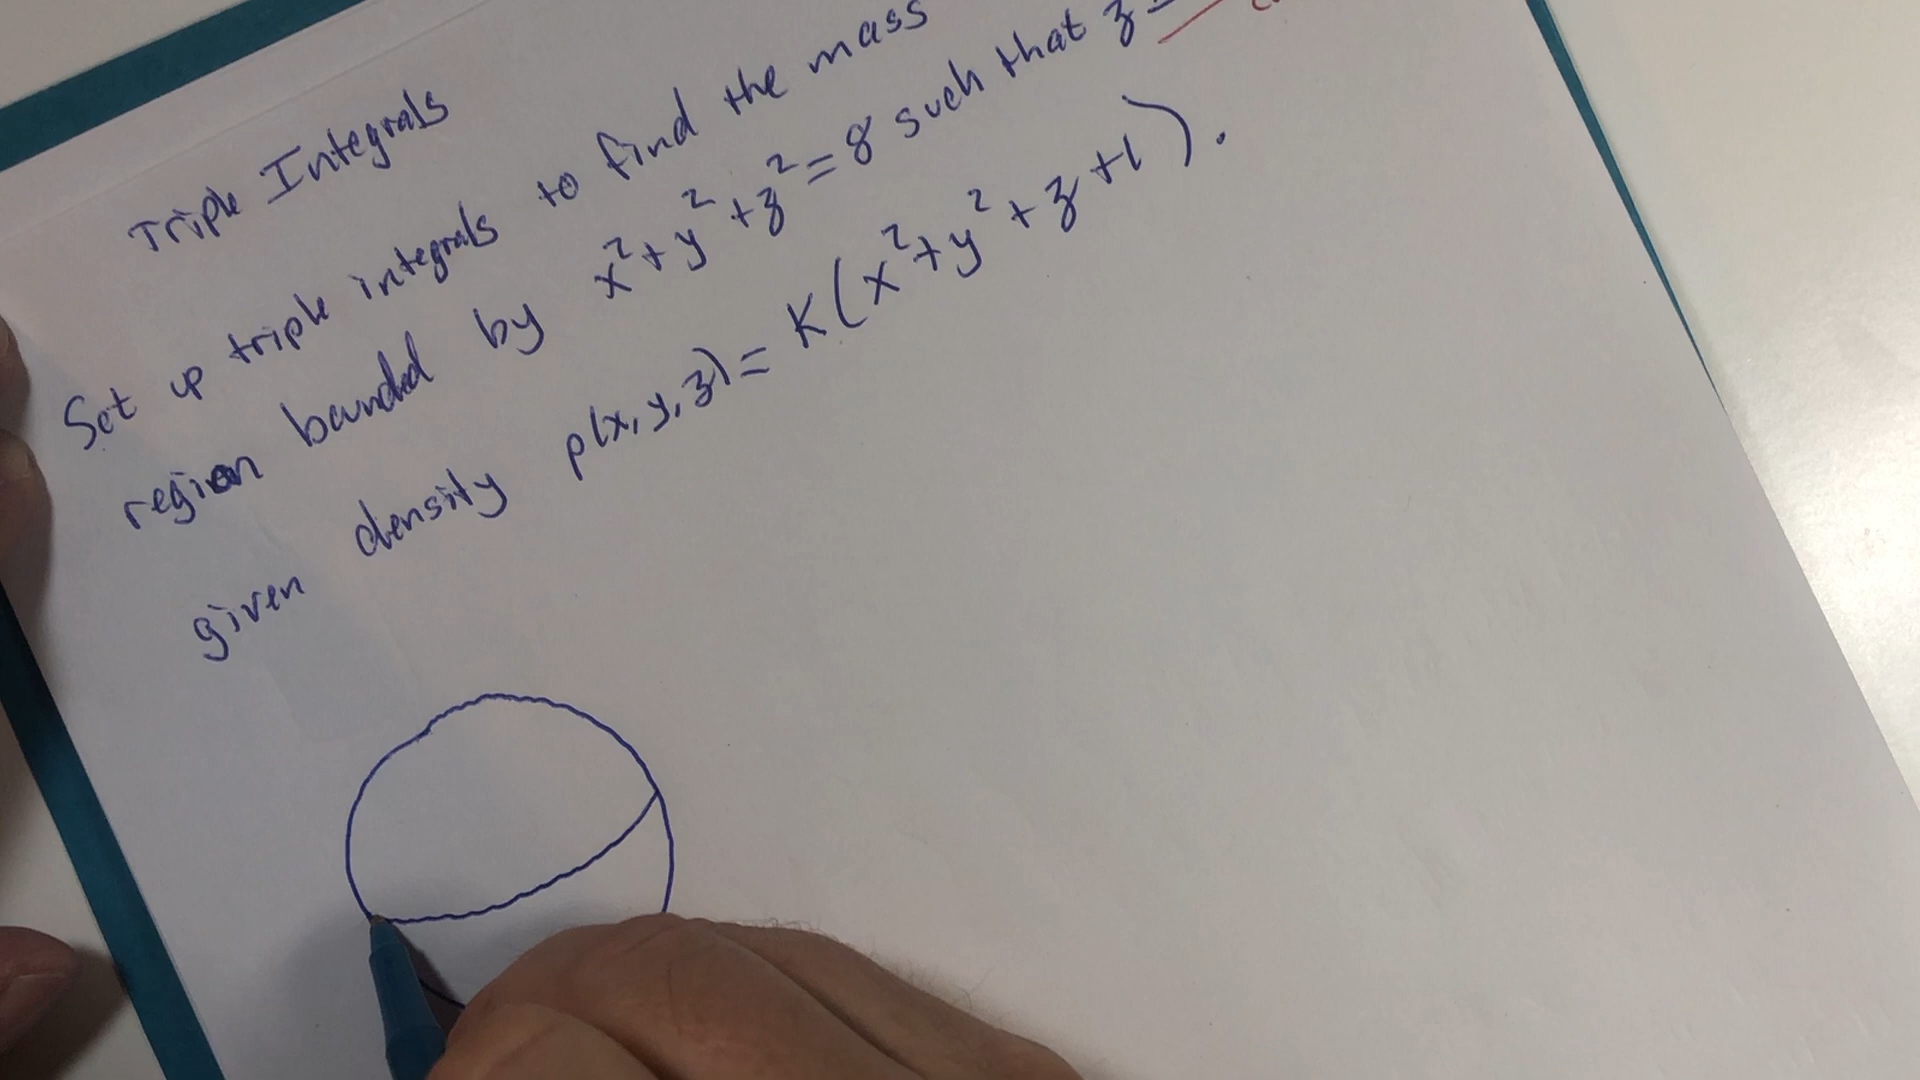 Triple Integrals
Set up triple integrals to find the mass
region bounded by x²+y²+z²=8 such that z=
given density ρ(x,y,z)= K(x²+y²+z+1).